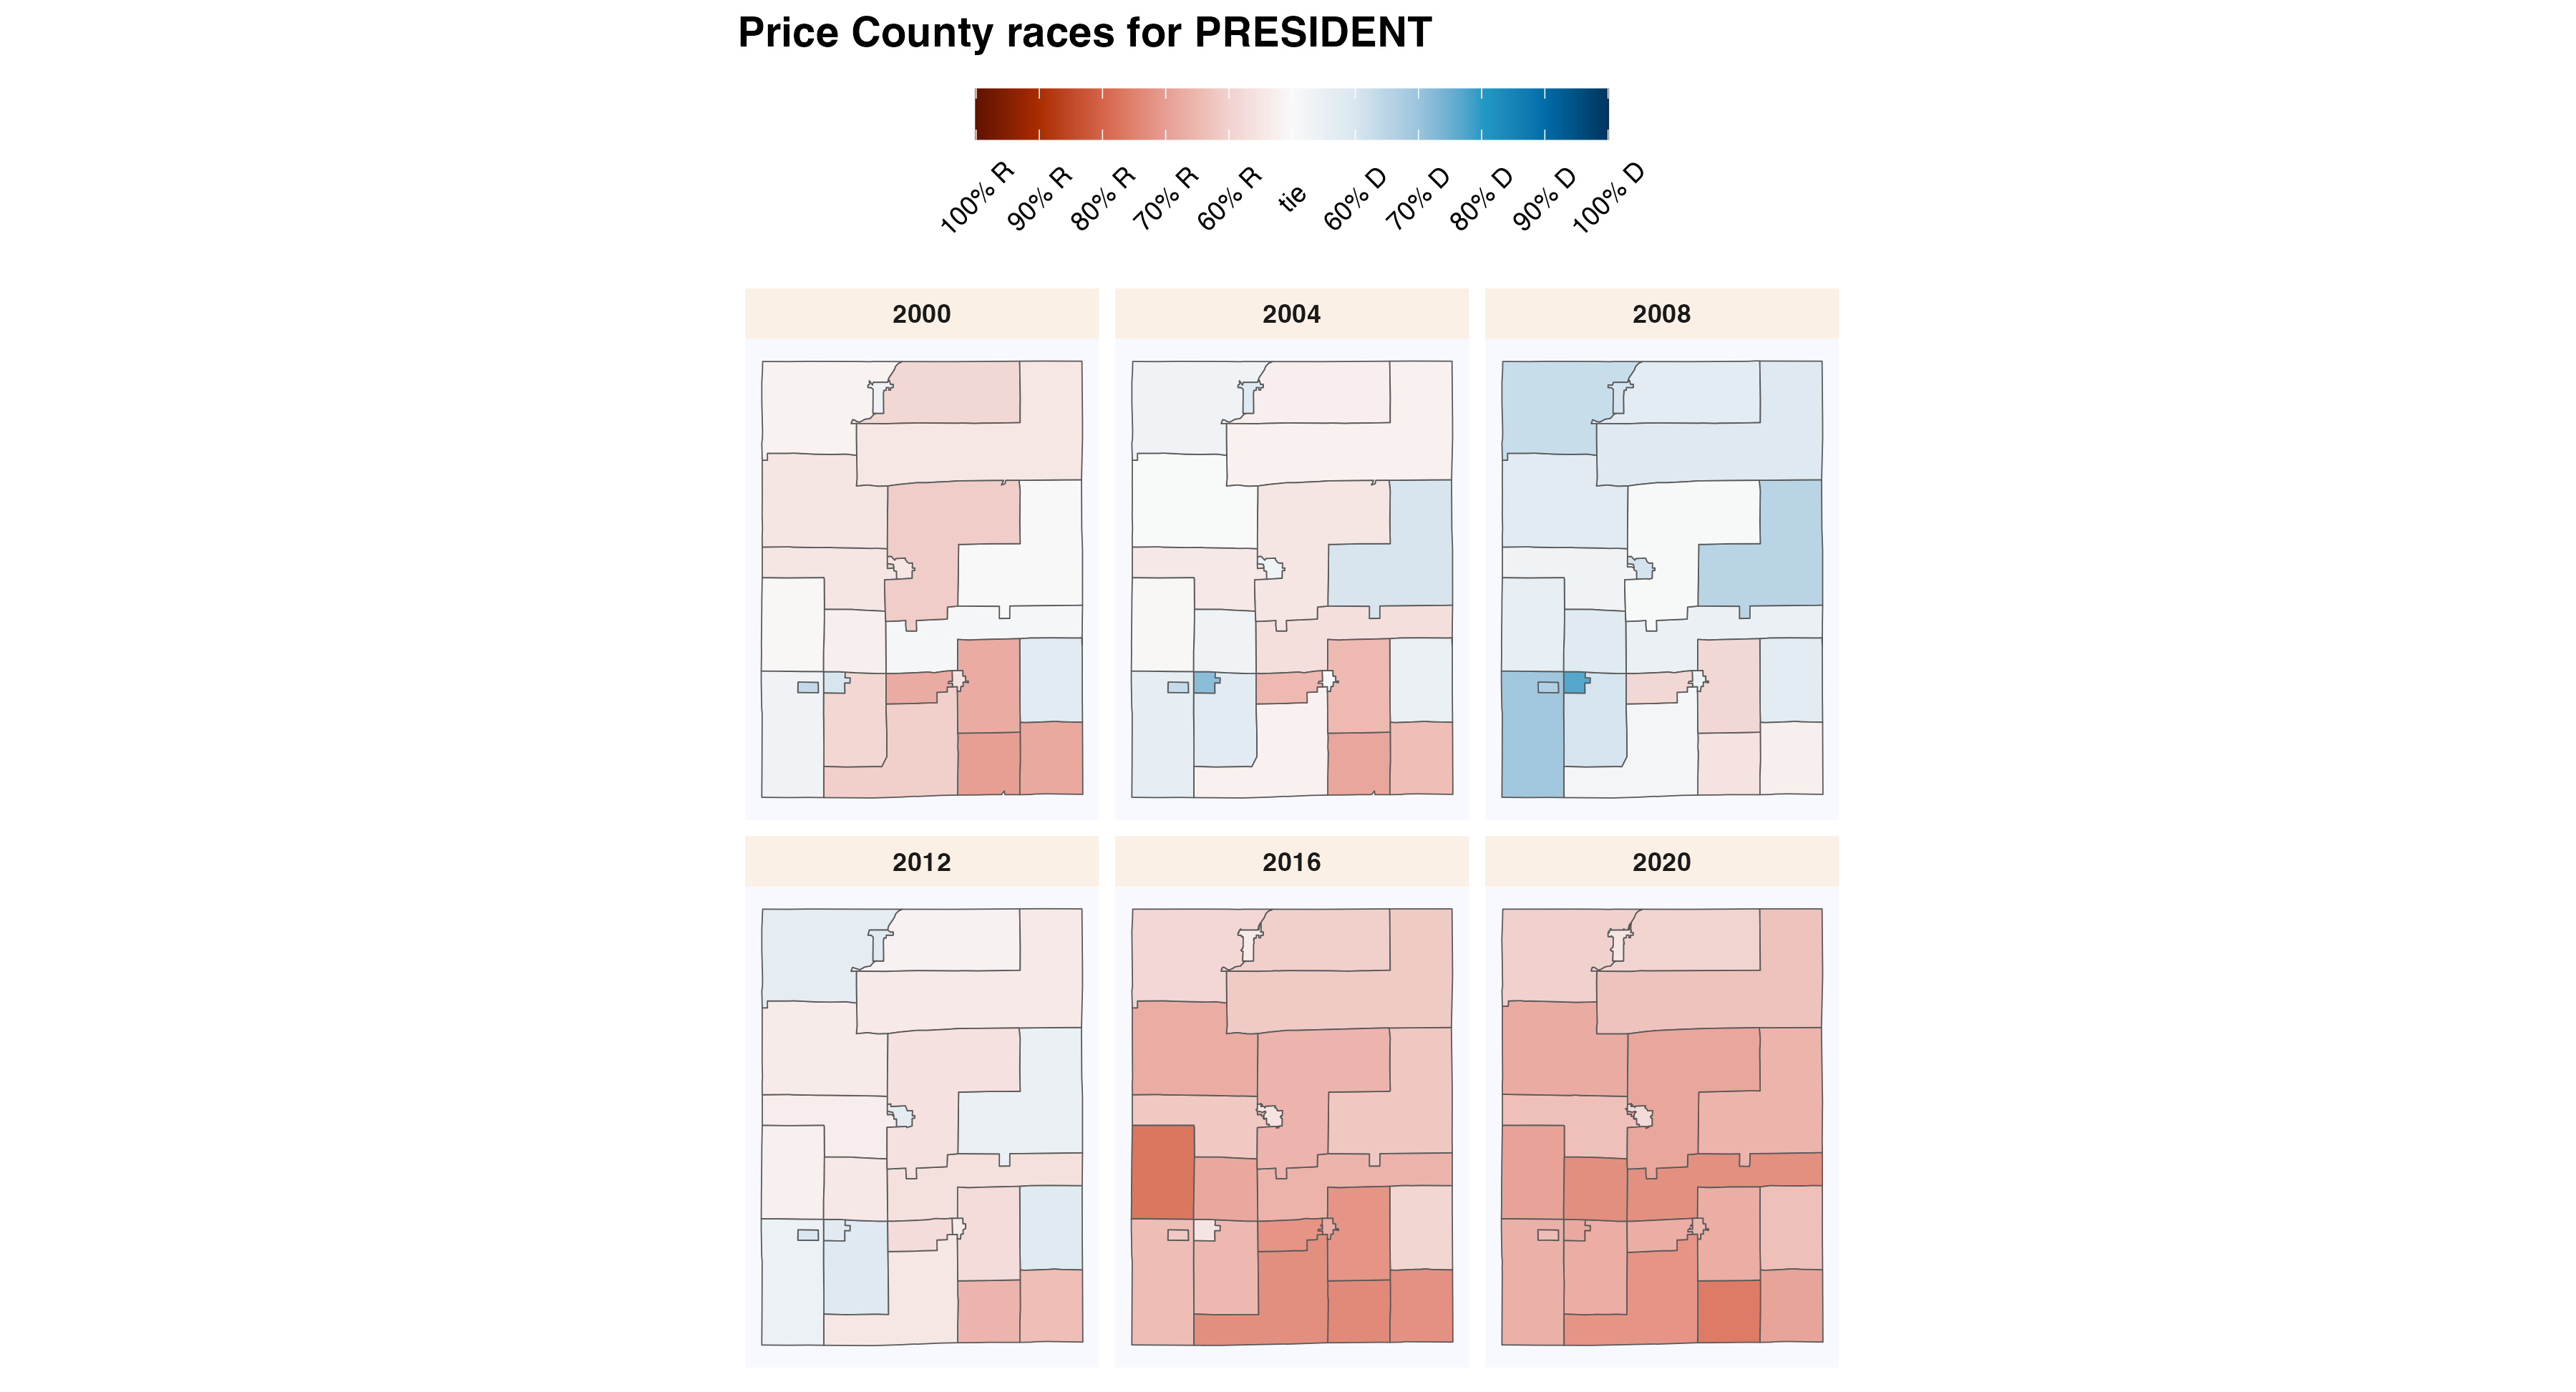 Price County races for PRESIDENT
100% R
90% R
80% R
70% R
60% R
tie
60% D
70% D
80% D
90% D
100% D
2000
2004
2008
2012
2016
2020